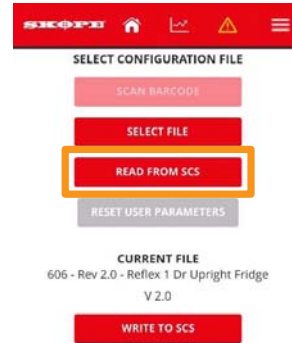 SKOPE
SELECT CONFIGURATION FILE
SCAN BARCODE
SELECT FILE
READ FROM SCS
RESET USER PARAMETERS
CURRENT FILE
606 - Rev 2.0 - Reflex 1 Dr Upright Fridge
V 2.0
WRITE TO SCS